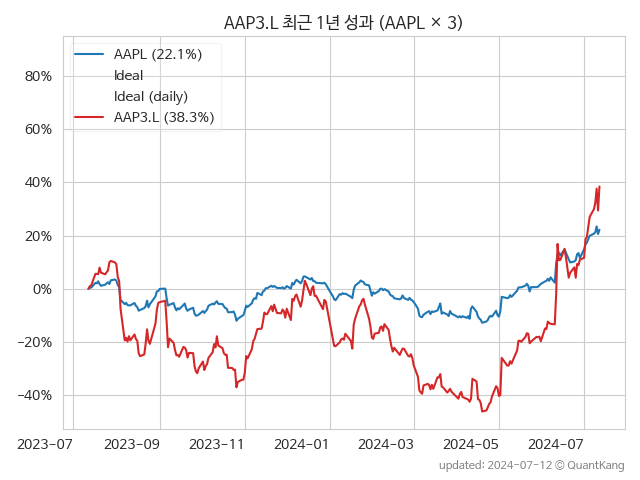 AAP3.L 최근 1년 성과 (AAPL × 3)
AAPL (22.1%)
Ideal
Ideal (daily)
AAP3.L (38.3%)
80%
60%
40%
20%
0%
−20%
−40%
2023-07 2023-09 2023-11 2024-01 2024-03 2024-05 2024-07
updated: 2024-07-12 © QuantKang